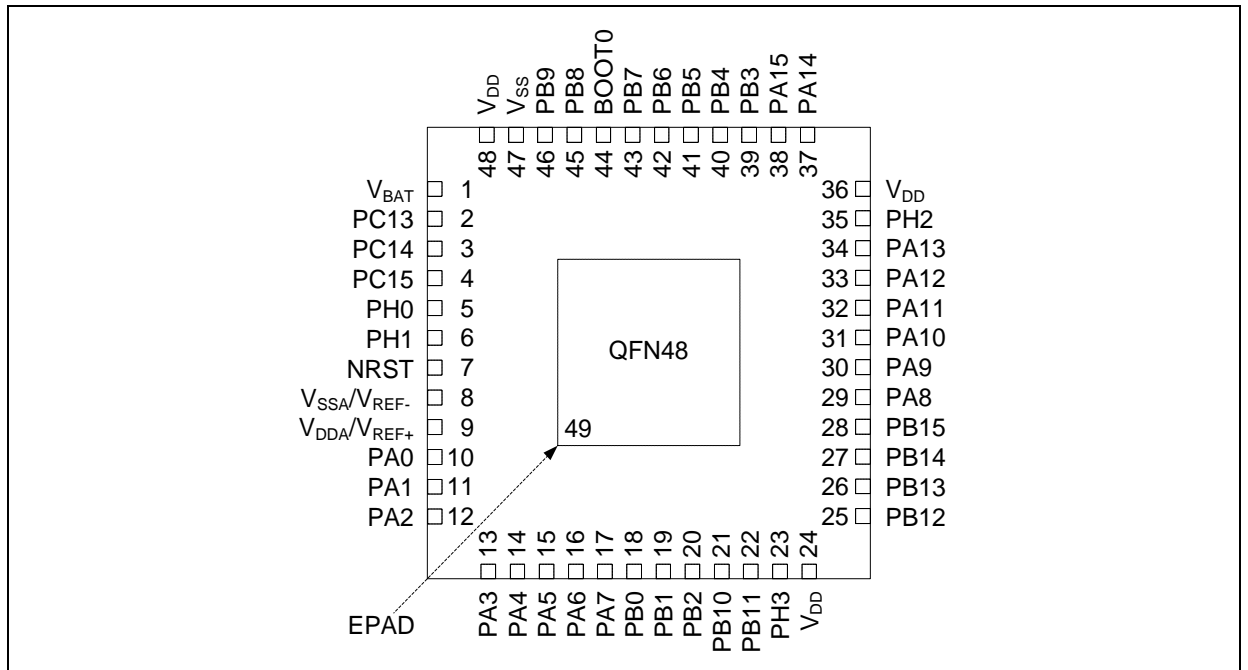 VDD VSS PB9 PB8 BOOT0 PB7 PB6 PB5 PB4 PB3 PA15 PA14
48 47 46 45 44 43 42 41 40 39 38 37
VBAT 1
PC13 2
PC14 3
PC15 4
PH0 5
PH1 6
NRST 7
VSSA/VREF- 8
VDDA/VREF+ 9
PA0 10
PA1 11
PA2 12
36 VDD
35 PH2
34 PA13
33 PA12
32 PA11
31 PA10
30 PA9
29 PA8
28 PB15
27 PB14
26 PB13
25 PB12
QFN48
49
13 14 15 16 17 18 19 20 21 22 23 24
PA3 PA4 PA5 PA6 PA7 PB0 PB1 PB2 PB10 PB11 PH3 VDD
EPAD